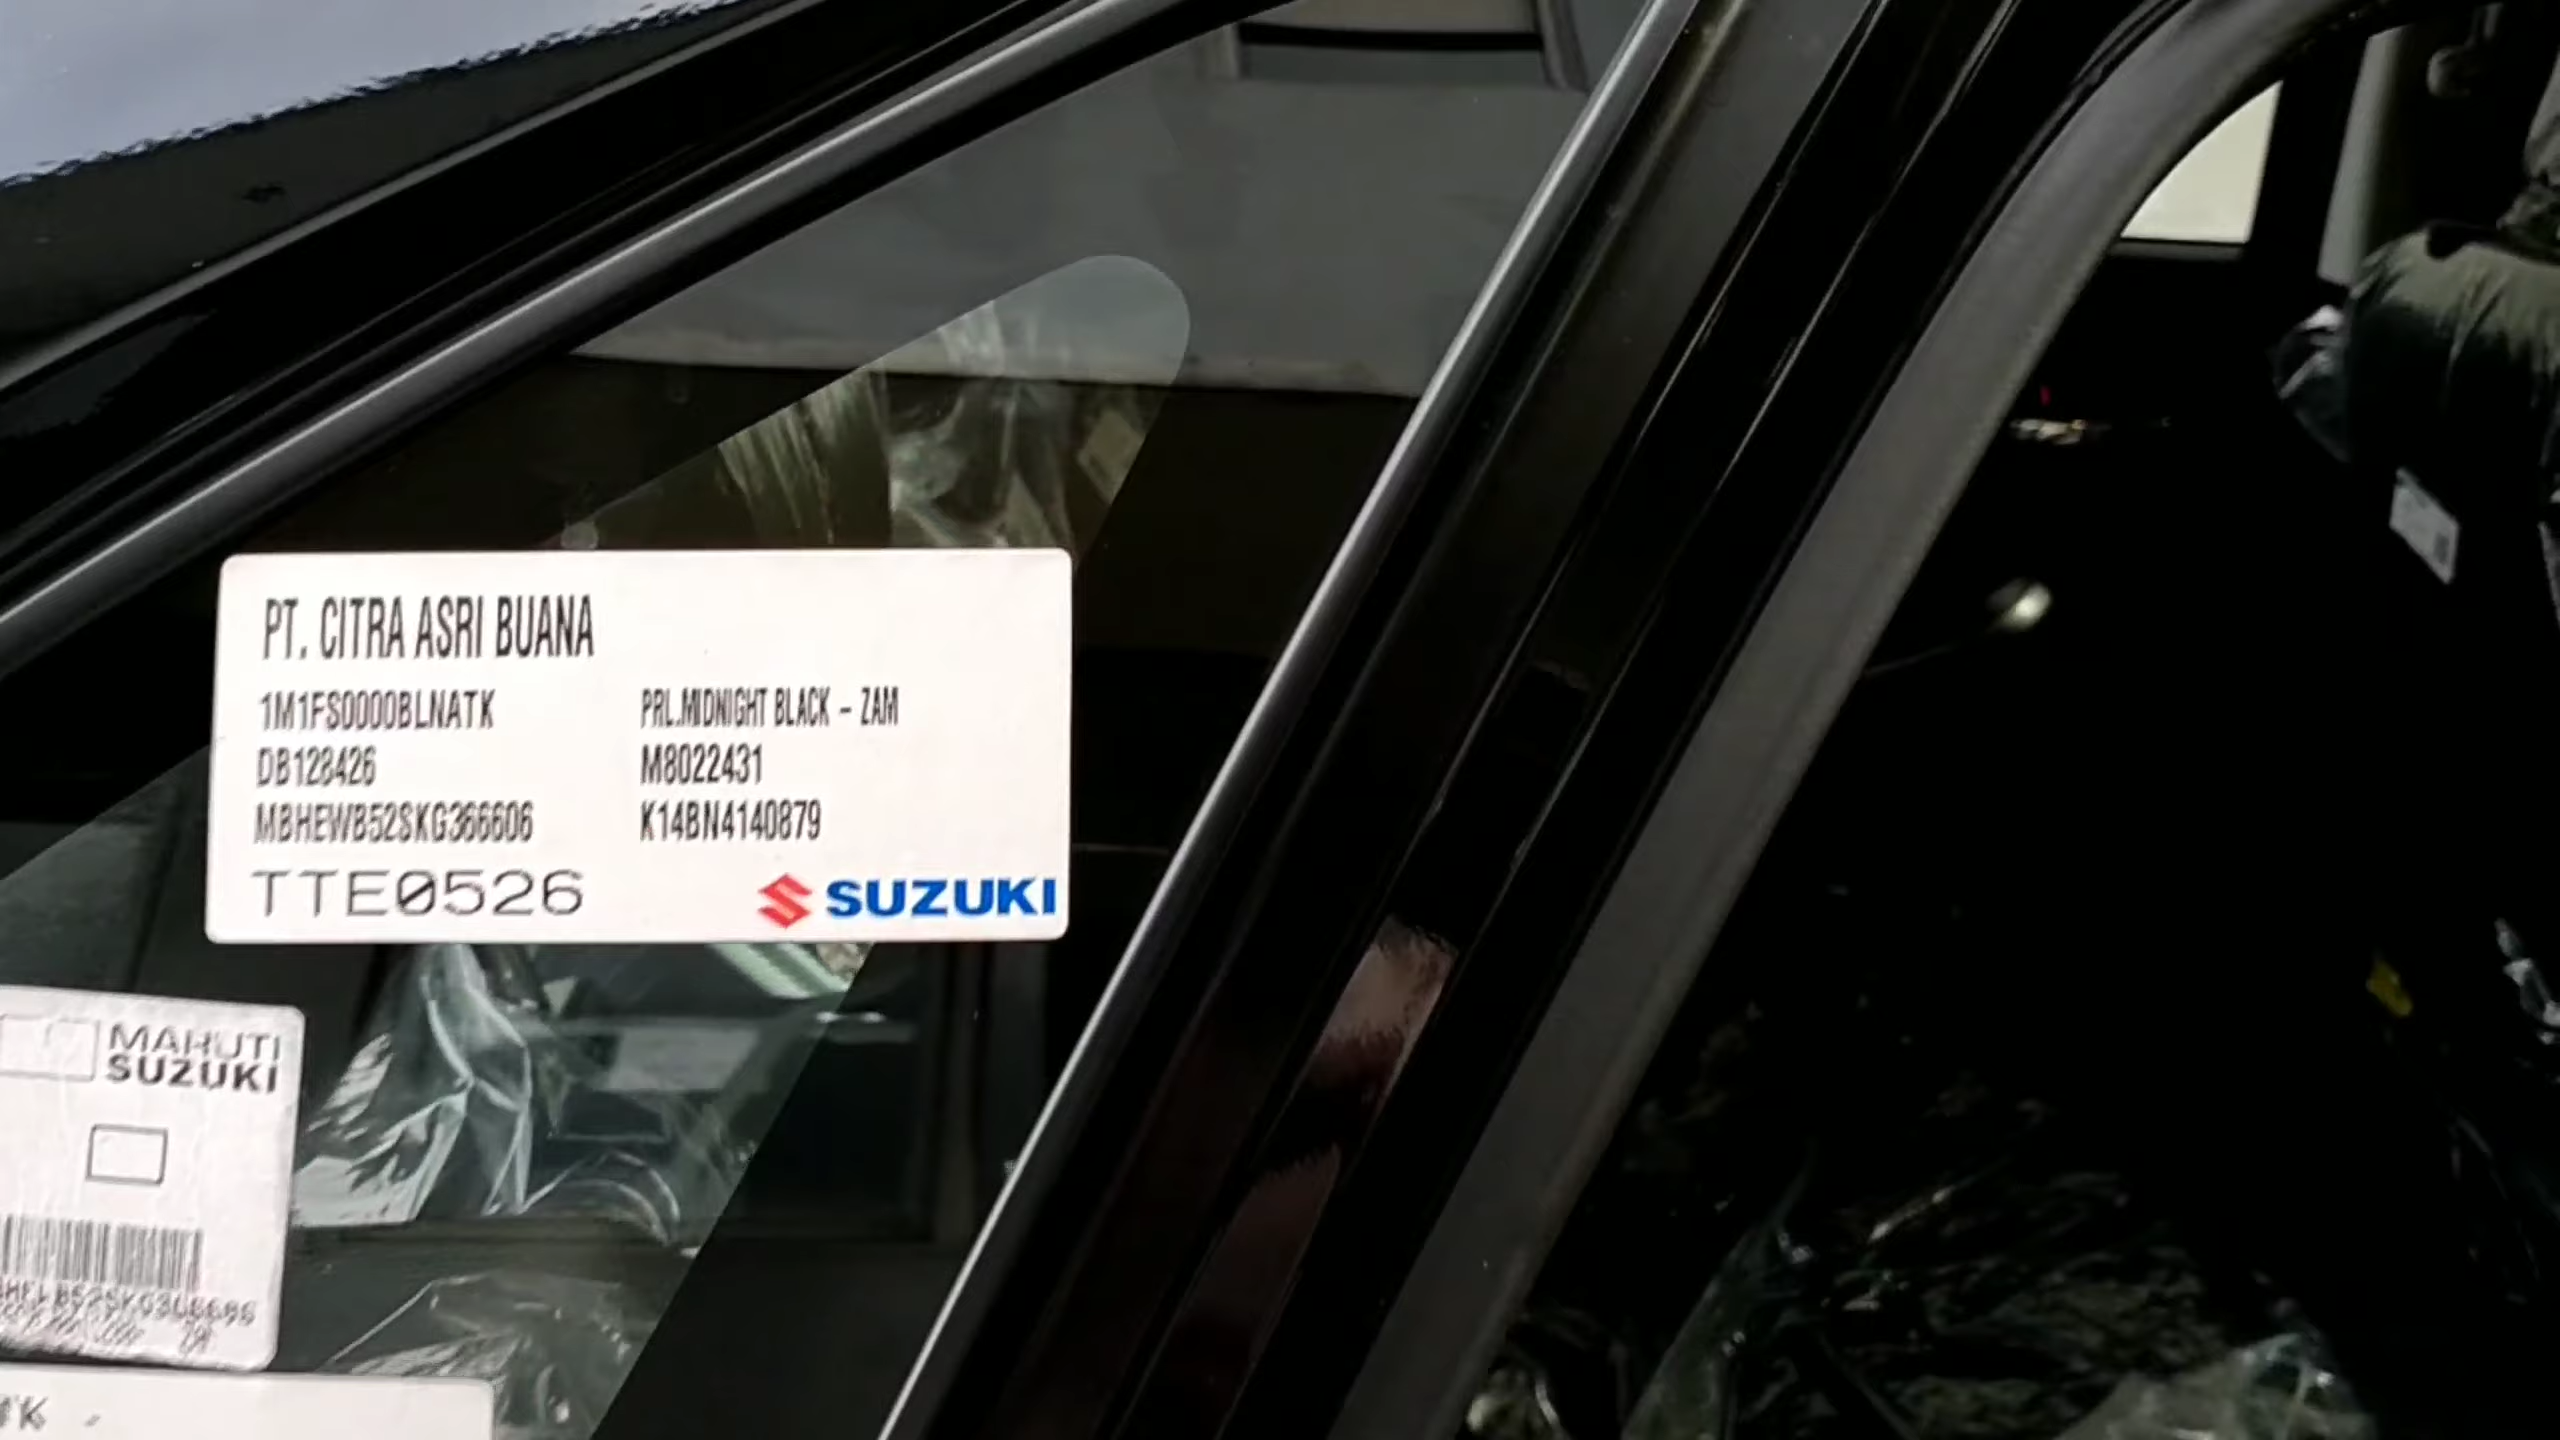 PT. CITRA ASRI BUANA
1M1FS0000BLNATK PRL.MIDNIGHT BLACK - ZAM
DB128426 M8022431
MBHEWB52SKG366606 K14BN4140879
TTE0526 SUZUKI
MARUTI
SUZUKI